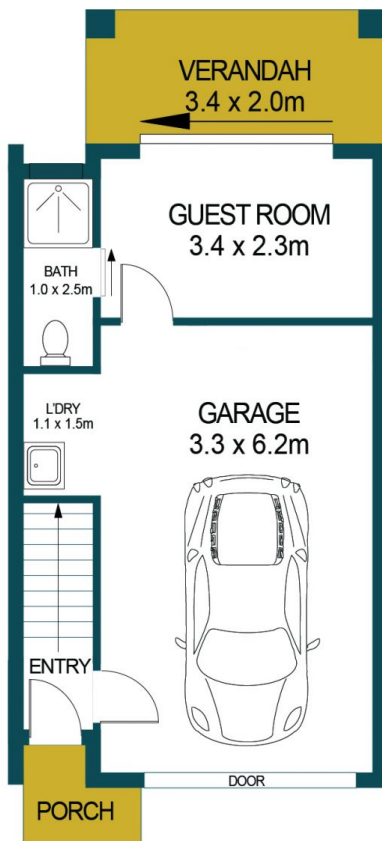 VERANDAH
3.4 x 2.0m
GUEST ROOM
3.4 x 2.3m
BATH
1.0 x 2.5m
L'DRY
1.1 x 1.5m
GARAGE
3.3 x 6.2m
ENTRY
DOOR
PORCH